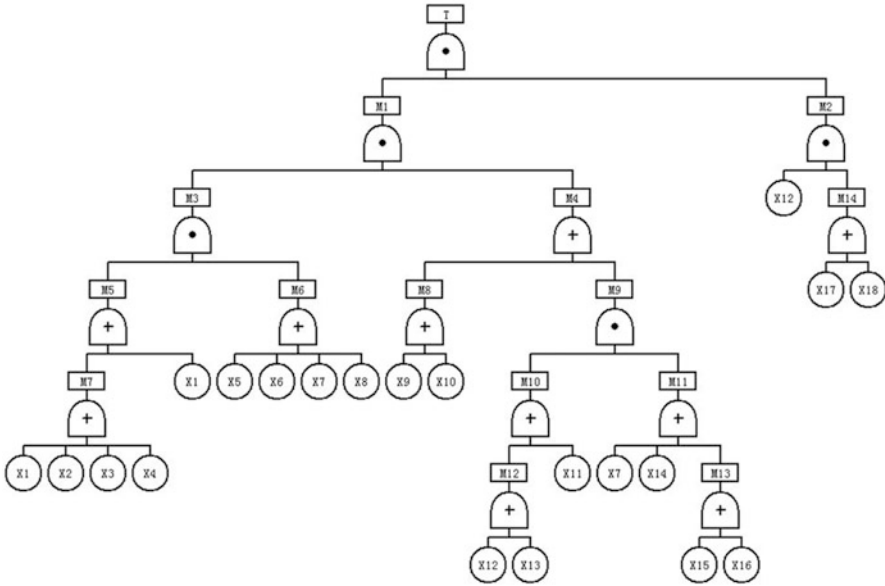 T
M1 M2
M3 M4 X12 M14
M5 M6 M8 M9 X17 X18
M7 X1 X5 X6 X7 X8 X9 X10 M10 M11
X1 X2 X3 X4 M12 X11 X7 X14 M13
X12 X13 X15 X16